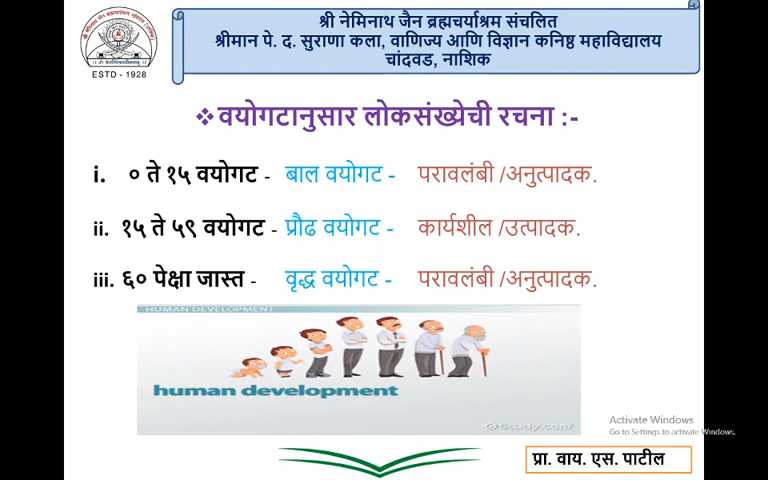 श्री नेमिनाथ जैन ब्रह्मचर्याश्रम संचलित
श्रीमान पे. द. सुराणा कला, वाणिज्य आणि विज्ञान कनिष्ठ महाविद्यालय
चांदवड, नाशिक
ESTD - 1928
❖वयोगटानुसार लोकसंख्येची रचना :-
i. ० ते १५ वयोगट - बाल वयोगट - परावलंबी /अनुत्पादक.
ii. १५ ते ५९ वयोगट - प्रौढ वयोगट - कार्यशील /उत्पादक.
iii. ६० पेक्षा जास्त - वृद्ध वयोगट - परावलंबी /अनुत्पादक.
HUMAN DEVELOPMENT
human development
Study.com
Activate Windows
Go to Settings to activate Windows.
प्रा. वाय. एस. पाटील